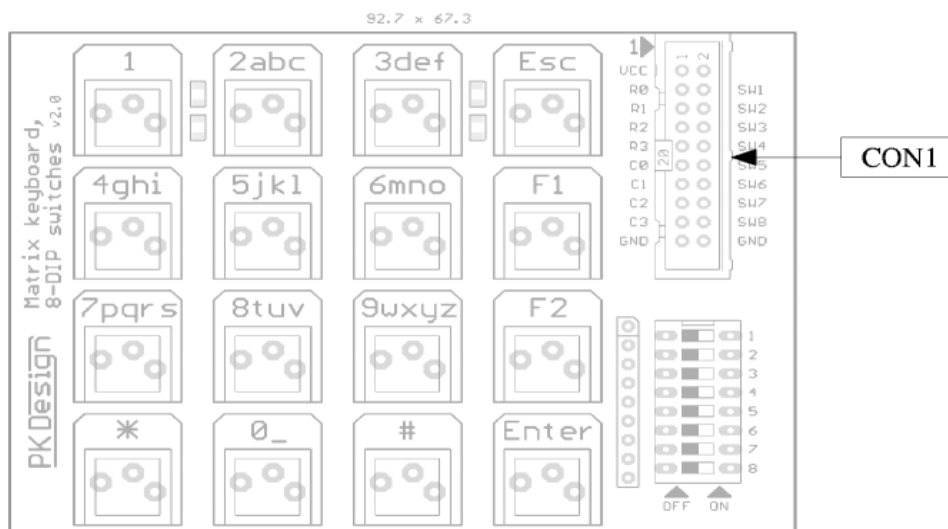 92.7 × 67.3
1 2abc 3def Esc
4ghi 5jkl 6mno F1
7pqrs 8tuv 9wxyz F2
* 0_ # Enter
Matrix keyboard,
8-DIP switches v2.0
PK Design
1 1 2
VCC
R0 SW1
R1 SW2
R2 SW3
R3 SW4
C0 SW5
C1 SW6
C2 SW7
C3 SW8
GND GND
20
CON1
1
2
3
4
5
6
7
8
OFF ON